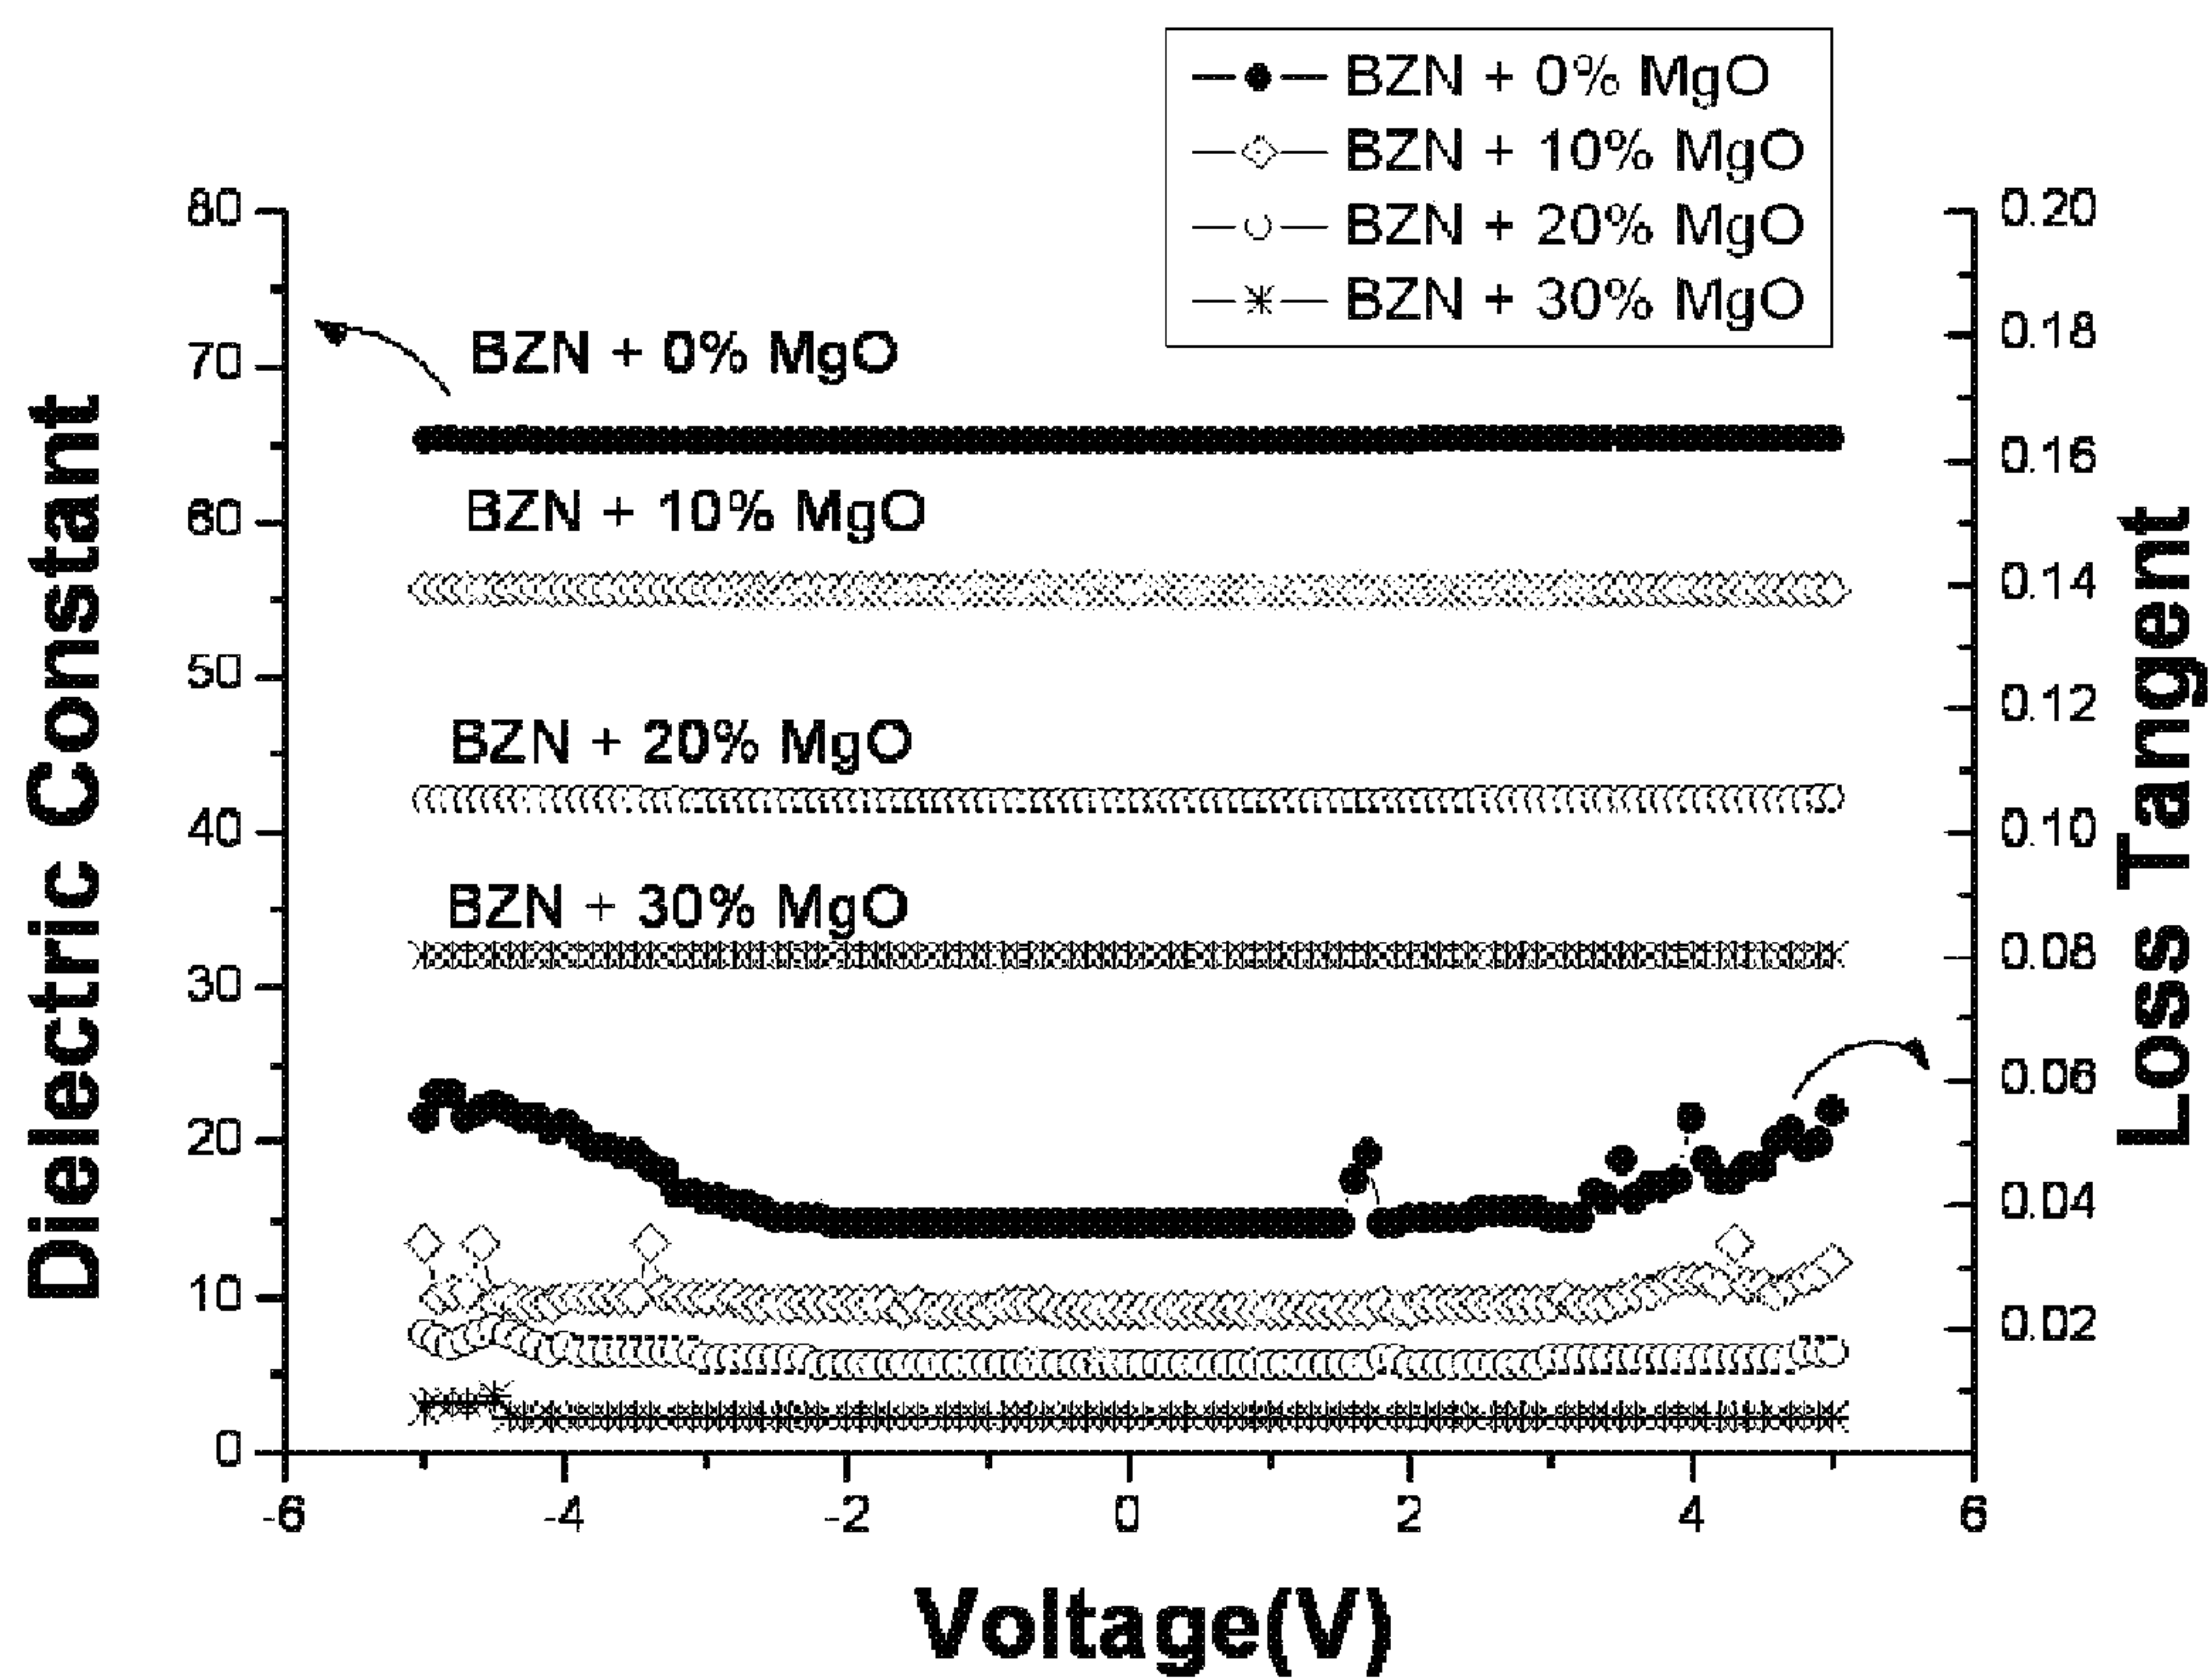 BZN + 0% MgO
BZN + 10% MgO
BZN + 20% MgO
BZN + 30% MgO
80
70
60
50
40
30
20
10
0
Dielectric Constant
BZN + 0% MgO
BZN + 10% MgO
BZN + 20% MgO
BZN + 30% MgO
0.20
0.18
0.16
0.14
0.12
0.10
0.08
0.06
0.04
0.02
Loss Tangent
-6 -4 -2 0 2 4 6
Voltage(V)